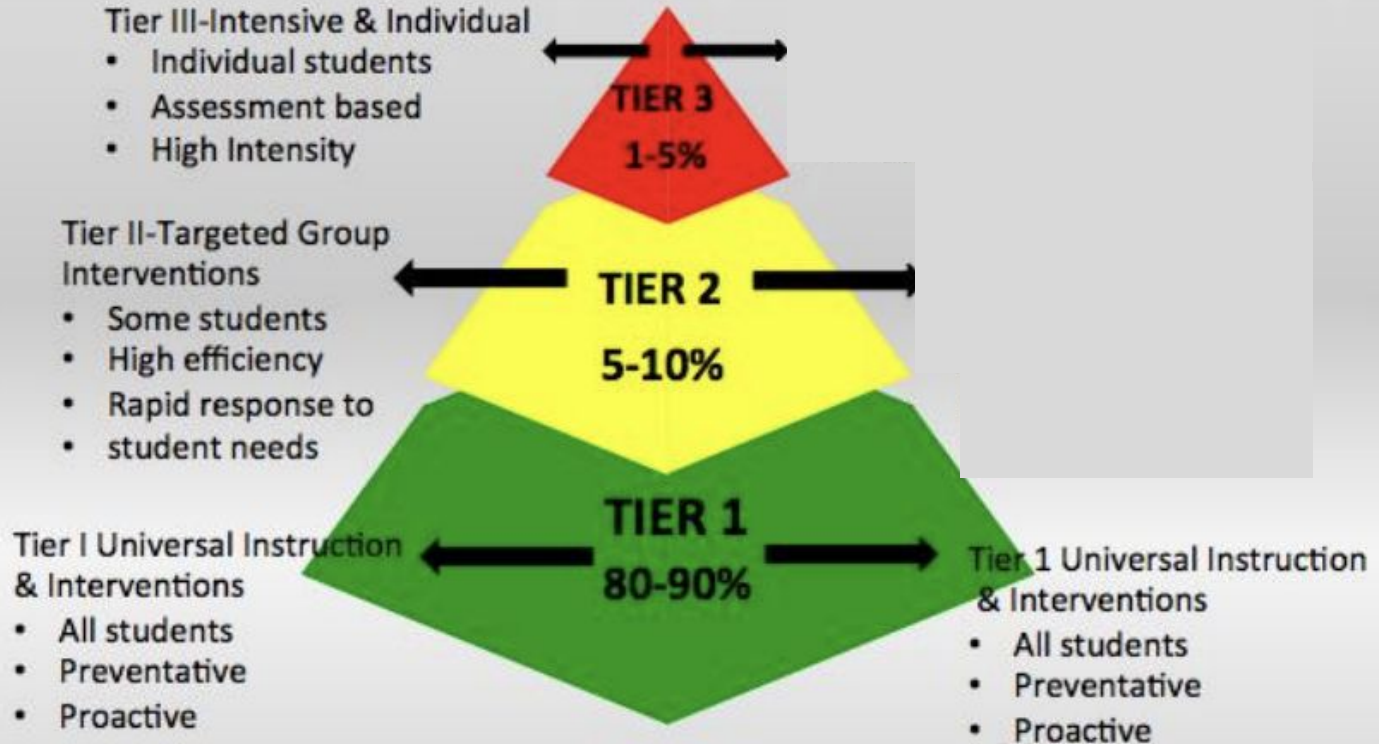 Tier III-Intensive & Individual
• Individual students
• Assessment based
• High Intensity
TIER 3
1-5%
Tier II-Targeted Group
Interventions
• Some students
• High efficiency
• Rapid response to
• student needs
TIER 2
5-10%
Tier I Universal Instruction
& Interventions
• All students
• Preventative
• Proactive
TIER 1
80-90%
Tier 1 Universal Instruction
& Interventions
• All students
• Preventative
• Proactive